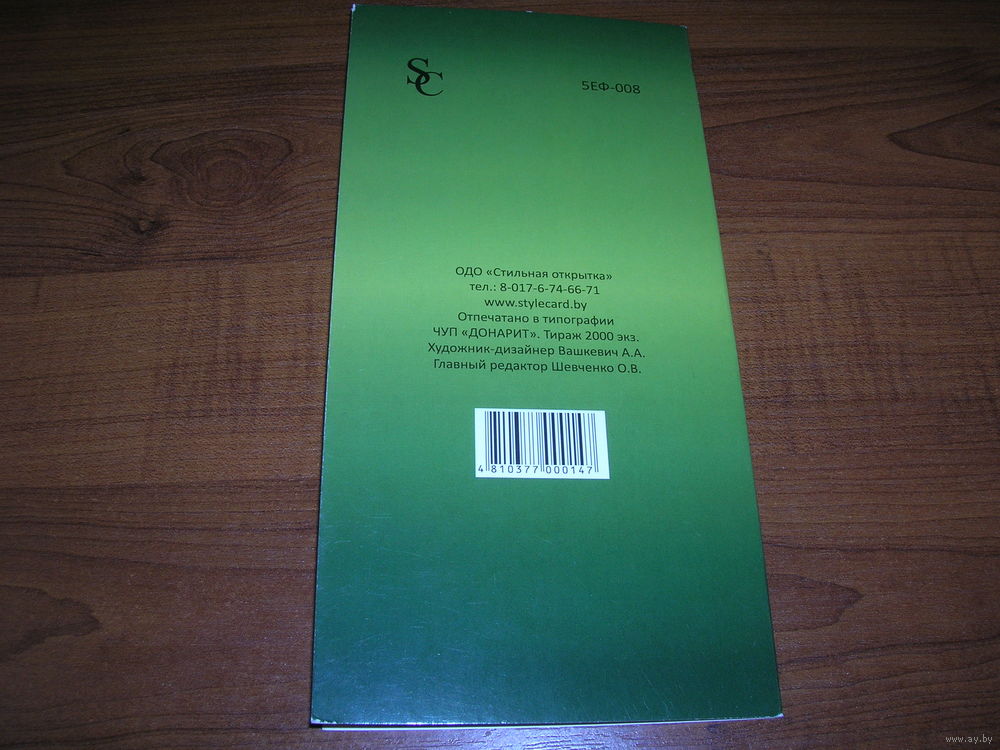 SC
5ЕФ-008
ОДО «Стильная открытка»
тел.: 8-017-6-74-66-71
www.stylecard.by
Отпечатано в типографии
ЧУП «ДОНАРИТ». Тираж 2000 экз.
Художник-дизайнер Вашкевич А.А.
Главный редактор Шевченко О.В.
4 810377 000147
www.ay.by